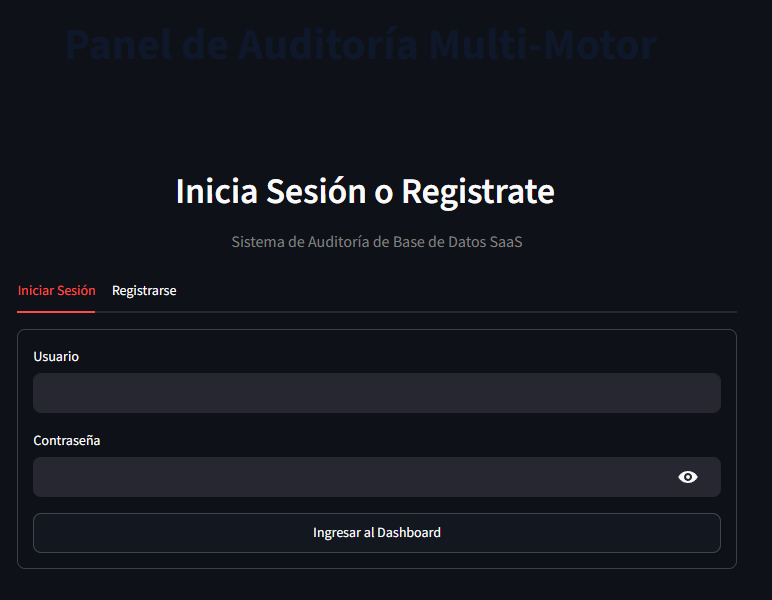 Panel de Auditoría Multi-Motor
Inicia Sesión o Registrate
Sistema de Auditoría de Base de Datos SaaS
Iniciar Sesión Registrarse
Usuario
Contraseña
Ingresar al Dashboard